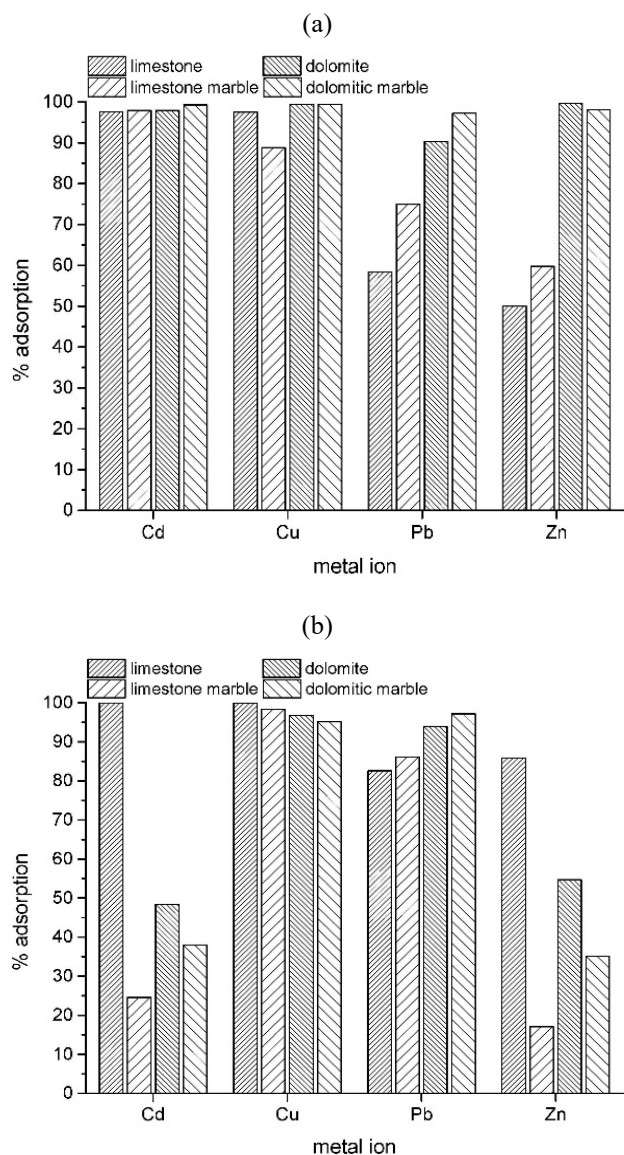 (a)
limestone dolomite
limestone marble dolomitic marble
100
90
80
70
60
50
40
30
20
10
0
% adsorption
Cd Cu Pb Zn
metal ion
(b)
limestone dolomite
limestone marble dolomitic marble
100
90
80
70
60
50
40
30
20
10
0
% adsorption
Cd Cu Pb Zn
metal ion